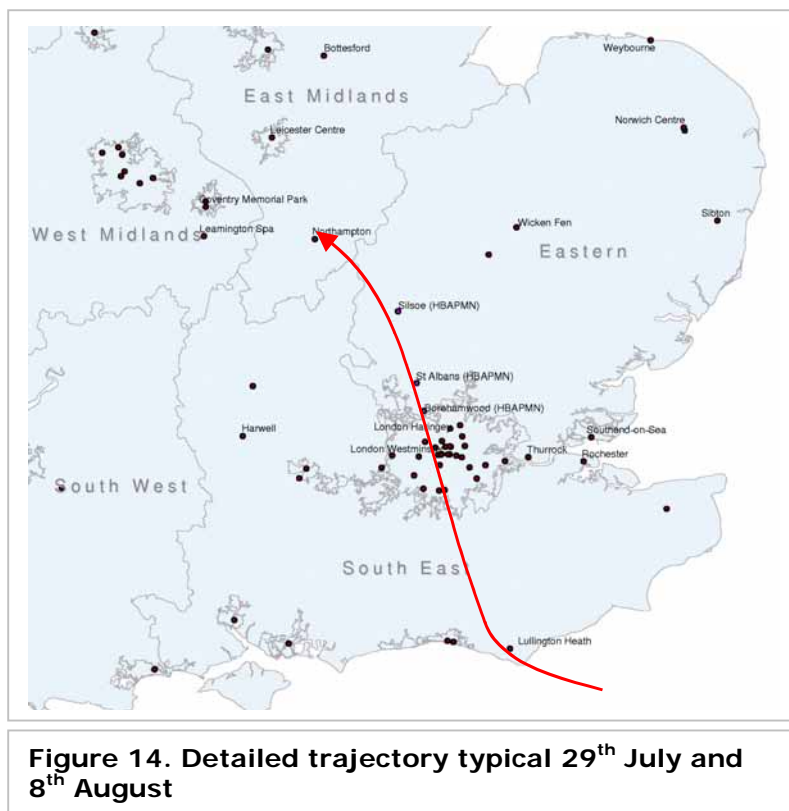 Bottesford
Weybourne
East Midlands
Leicester Centre
Norwich Centre
Coventry Memorial Park
Sibton
West Midlands
Leamington Spa
Northampton
Wicken Fen
Eastern
Silsoe (HBAPMN)
St Albans (HBAPMN)
Borehamwood (HBAPMN)
Harwell
London Haringey
Southend-on-Sea
London Westmins
Thurrock
Rochester
South West
South East
Lullington Heath
Figure 14. Detailed trajectory typical 29th July and
8th August